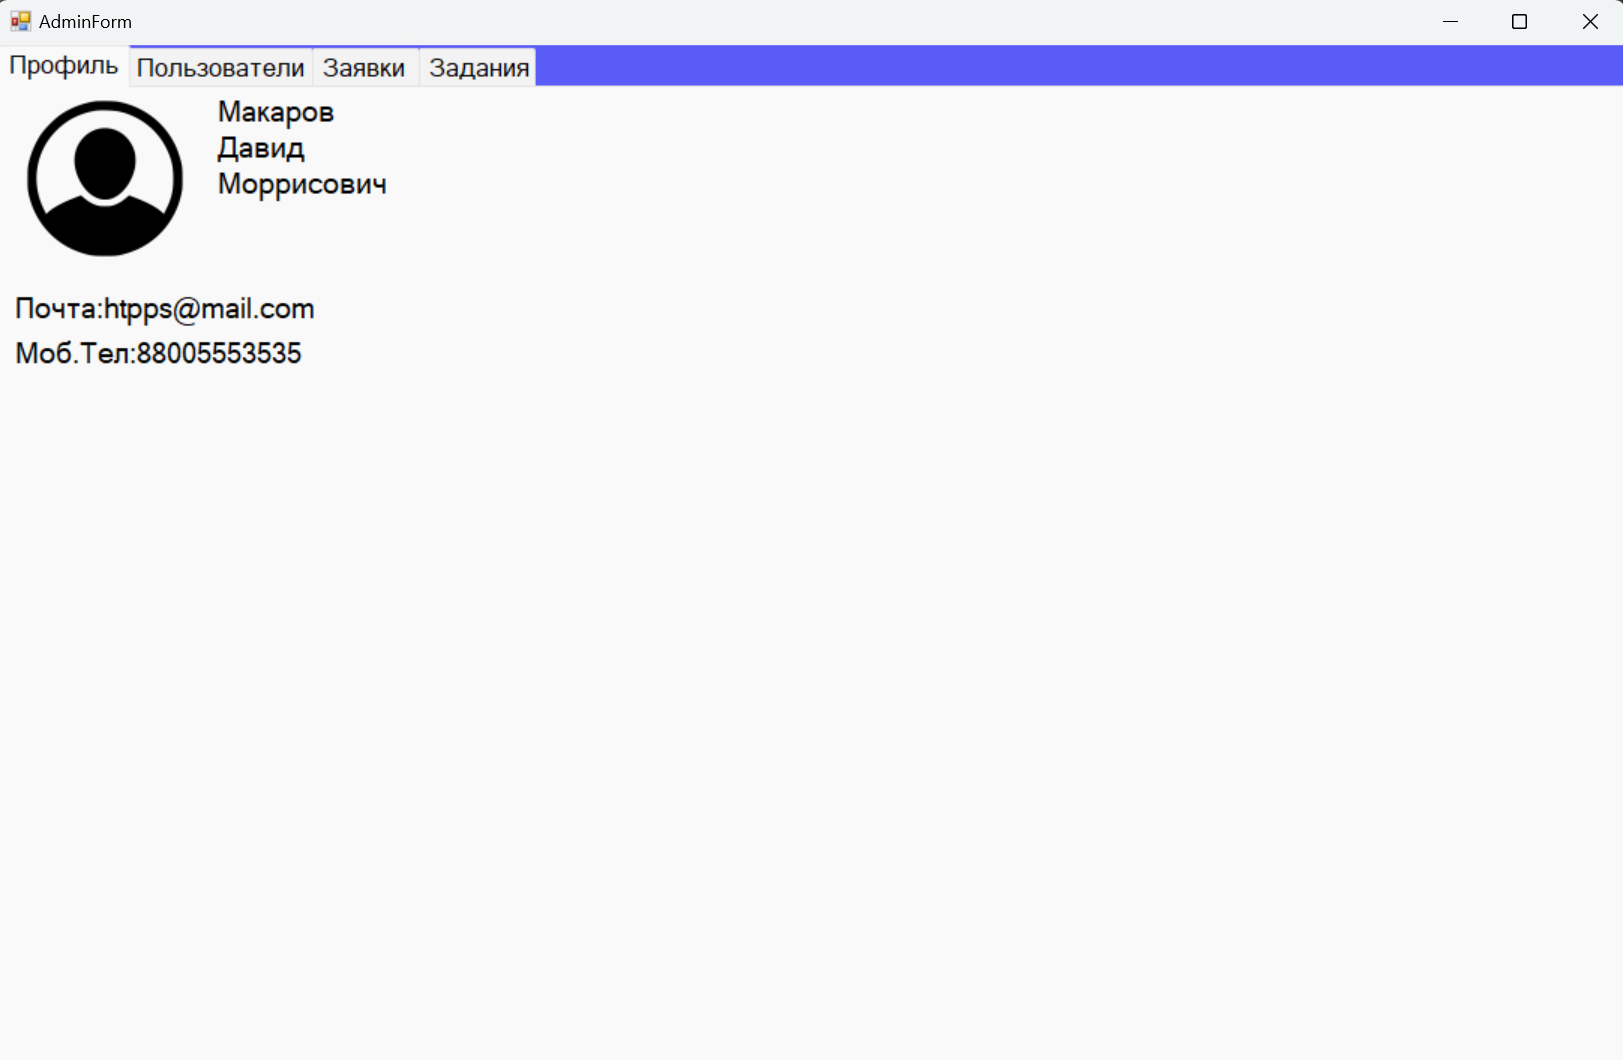 AdminForm
Профиль Пользователи Заявки Задания
Макаров
Давид
Моррисович
Почта:htpps@mail.com
Моб.Тел:88005553535